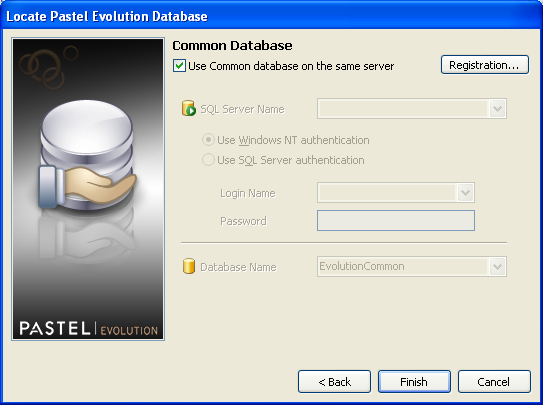 Locate Pastel Evolution Database
Common Database
Use Common database on the same server
Registration...
SQL Server Name
Use Windows NT authentication
Use SQL Server authentication
Login Name
Password
Database Name
EvolutionCommon
PASTEL | EVOLUTION
< Back
Finish
Cancel